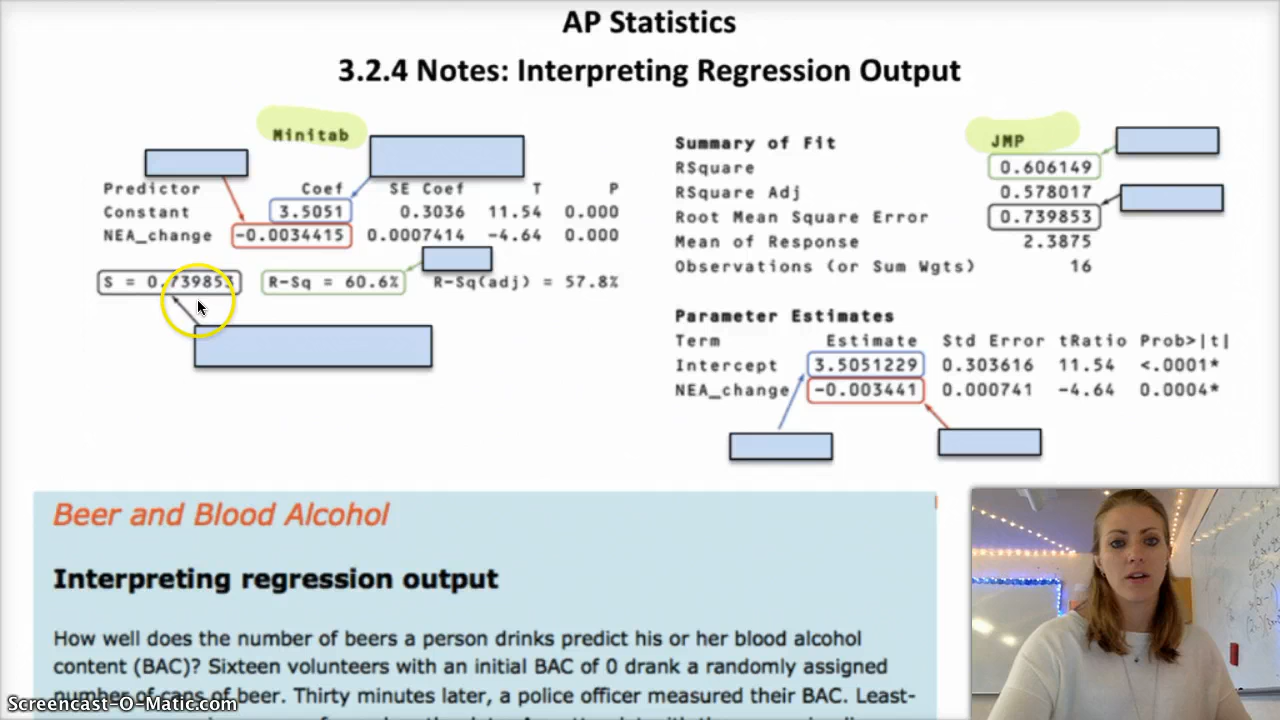 AP Statistics
3.2.4 Notes: Interpreting Regression Output
Minitab
Predictor Coef SE Coef T P
Constant 3.5051 0.3036 11.54 0.000
NEA_change -0.0034415 0.0007414 -4.64 0.000
S = 0.739853 R-Sq = 60.6% R-Sq(adj) = 57.8%
JMP
Summary of Fit
RSquare 0.606149
RSquare Adj 0.578017
Root Mean Square Error 0.739853
Mean of Response 2.3875
Observations (or Sum Wgts) 16
Parameter Estimates
Term Estimate Std Error tRatio Prob>|t|
Intercept 3.5051229 0.303616 11.54 <.0001*
NEA_change -0.003441 0.000741 -4.64 0.0004*
Beer and Blood Alcohol
Interpreting regression output
How well does the number of beers a person drinks predict his or her blood alcohol
content (BAC)? Sixteen volunteers with an initial BAC of 0 drank a randomly assigned
number of cans of beer. Thirty minutes later, a police officer measured their BAC. Least-
Screencast-O-Matic.com